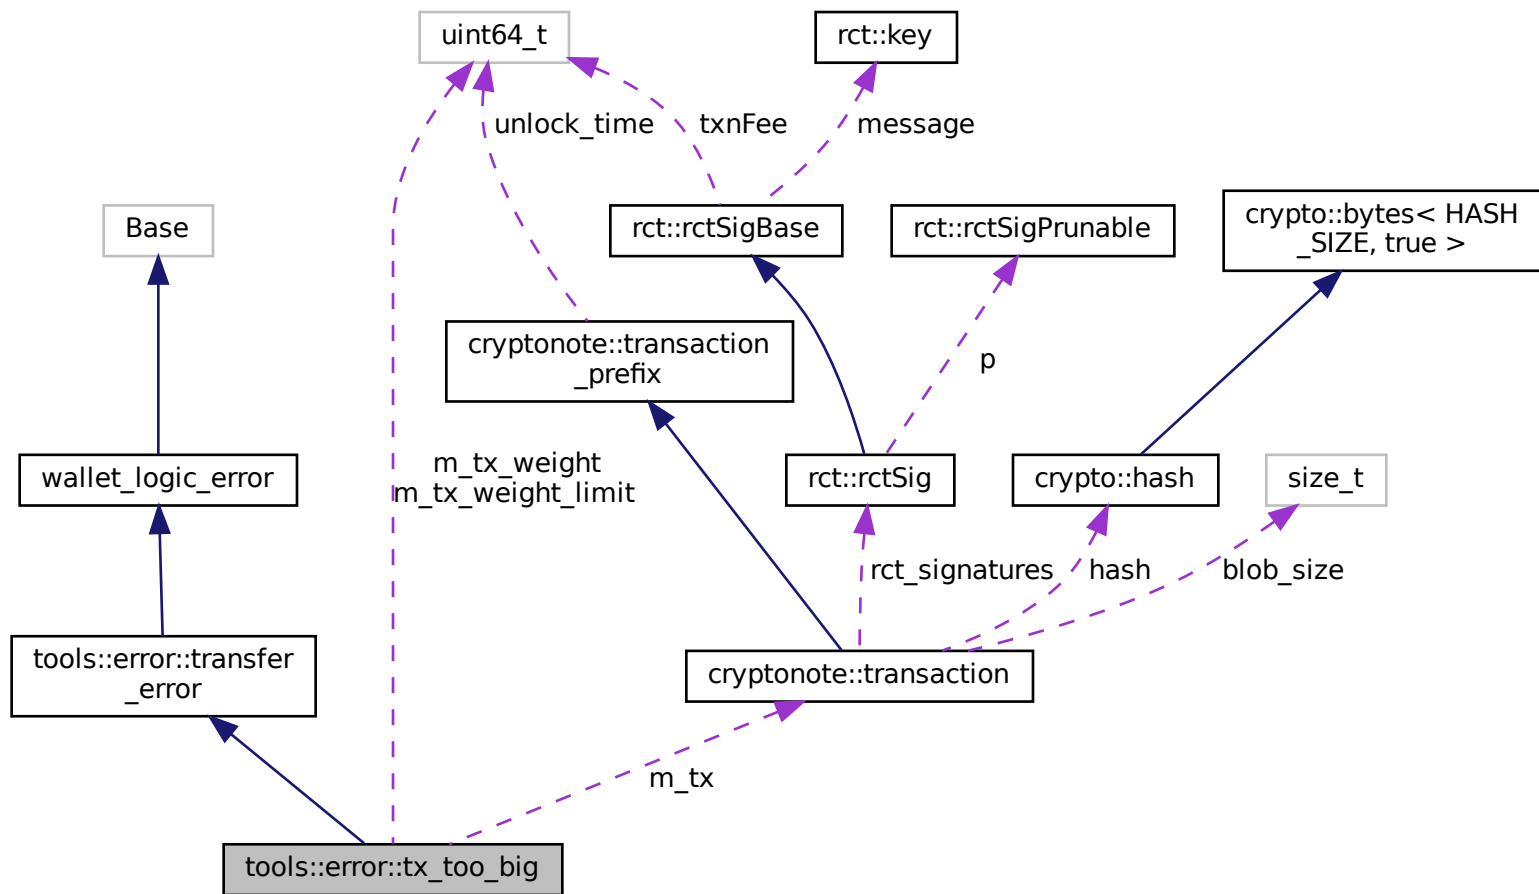 uint64_t
rct::key
unlock_time
txnFee
message
Base
rct::rctSigBase
rct::rctSigPrunable
crypto::bytes< HASH
_SIZE, true >
cryptonote::transaction
_prefix
p
wallet_logic_error
m_tx_weight
m_tx_weight_limit
rct::rctSig
crypto::hash
size_t
rct_signatures
hash
blob_size
tools::error::transfer
_error
cryptonote::transaction
m_tx
tools::error::tx_too_big